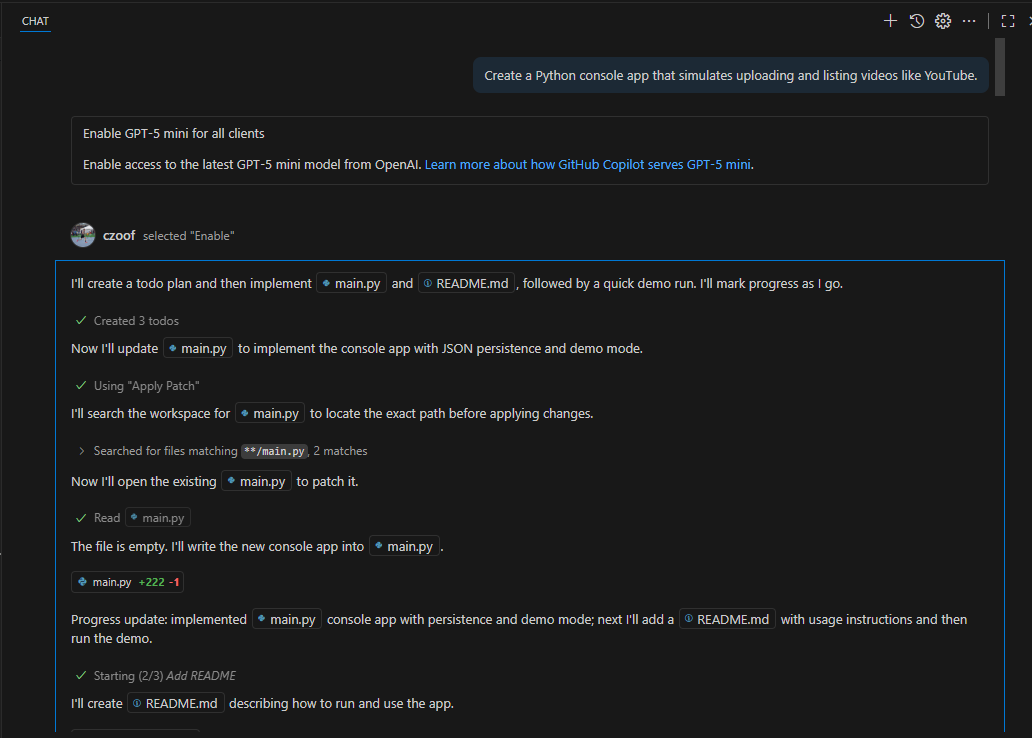 CHAT
Create a Python console app that simulates uploading and listing videos like YouTube.
Enable GPT-5 mini for all clients
Enable access to the latest GPT-5 mini model from OpenAI. Learn more about how GitHub Copilot serves GPT-5 mini.
czoof selected "Enable"
I'll create a todo plan and then implement main.py and README.md, followed by a quick demo run. I'll mark progress as I go.
Created 3 todos
Now I'll update main.py to implement the console app with JSON persistence and demo mode.
Using "Apply Patch"
I'll search the workspace for main.py to locate the exact path before applying changes.
Searched for files matching **/main.py, 2 matches
Now I'll open the existing main.py to patch it.
Read main.py
The file is empty. I'll write the new console app into main.py.
main.py +222 -1
Progress update: implemented main.py console app with persistence and demo mode; next I'll add a README.md with usage instructions and then
run the demo.
Starting (2/3) Add README
I'll create README.md describing how to run and use the app.